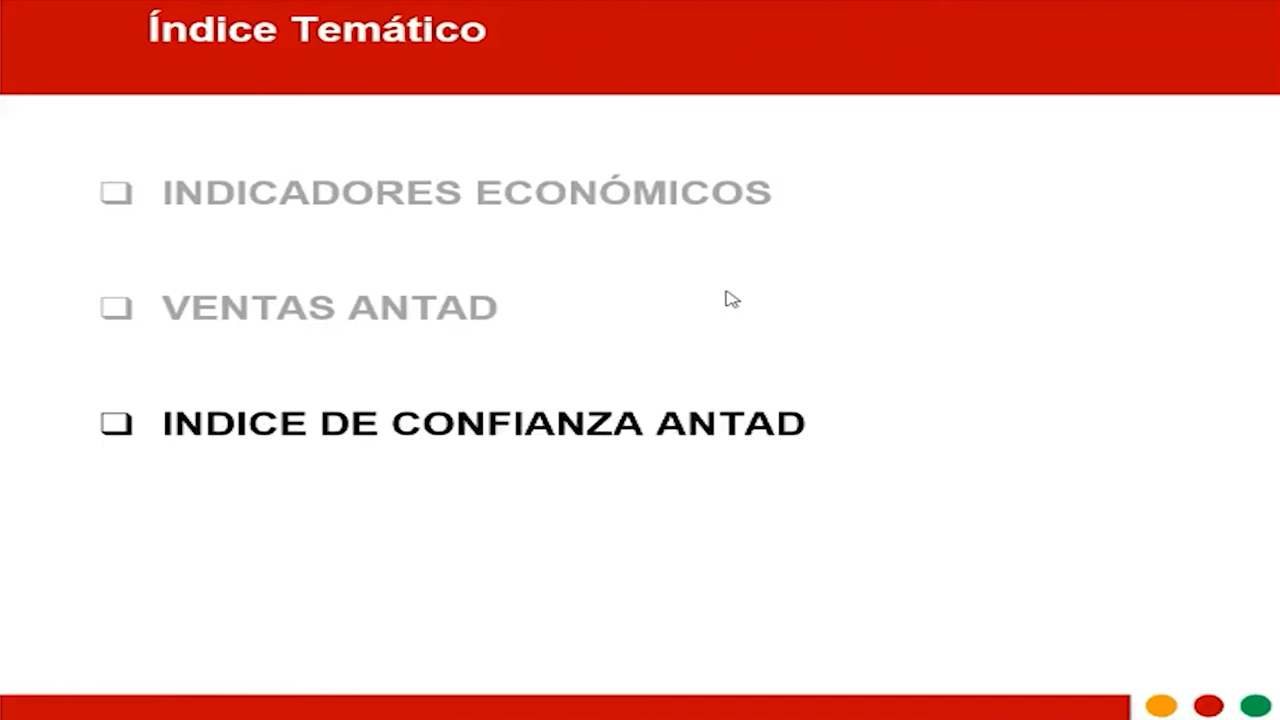 Índice Temático
INDICADORES ECONÓMICOS
VENTAS ANTAD
INDICE DE CONFIANZA ANTAD